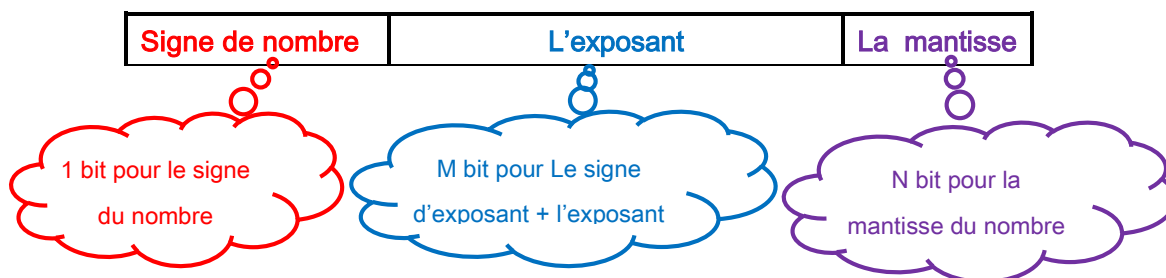 Signe de nombre L'exposant La mantisse
1 bit pour le signe
du nombre
M bit pour Le signe
d'exposant + l'exposant
N bit pour la
mantisse du nombre